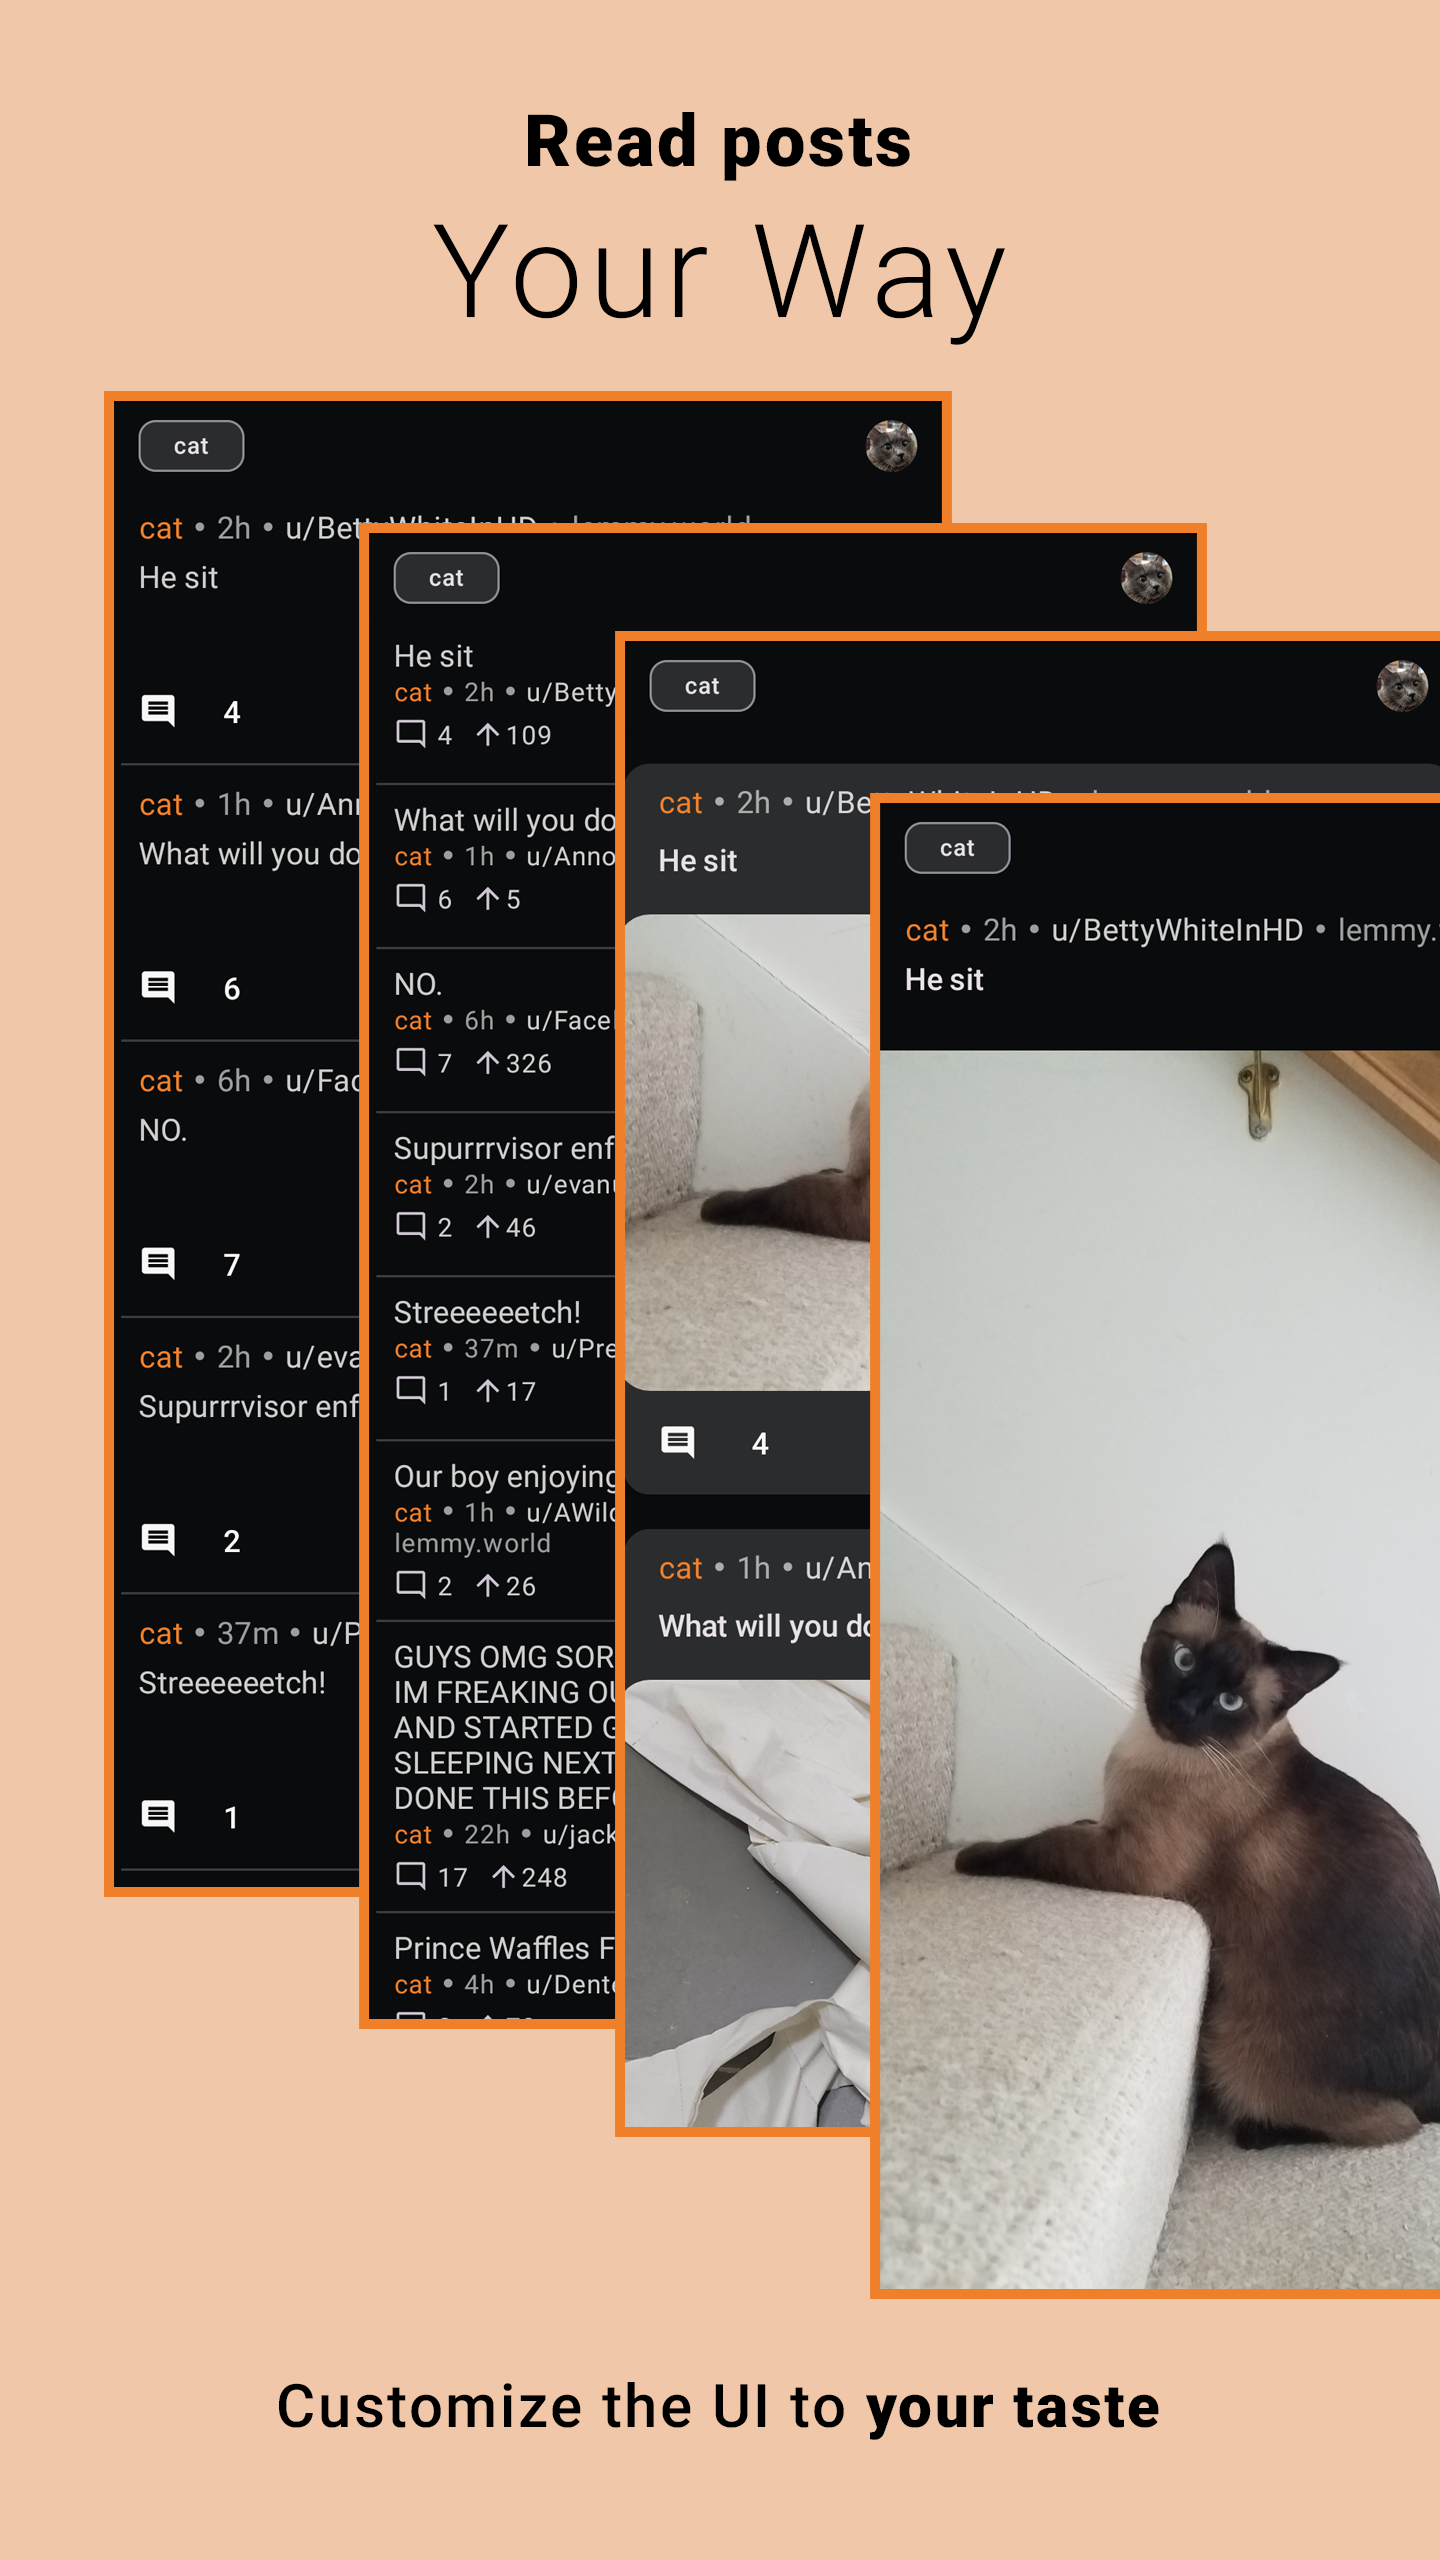 Read posts
Your Way
cat
cat • 2h • u/BettyWhiteInHD • lemmy.world
He sit
4
cat • 1h • u/An
What will you do
6
cat • 6h • u/Fac
NO.
7
cat • 2h • u/eva
Supurrrvisor enf
2
cat • 37m • u/P
Streeeeeetch!
1
cat
He sit
cat • 2h • u/Betty
4 109
What will you do
cat • 1h • u/Anno
6 5
NO.
cat • 6h • u/Face
7 326
Supurrrvisor enf
cat • 2h • u/evan
2 46
Streeeeeetch!
cat • 37m • u/Pre
1 17
Our boy enjoying
cat • 1h • u/AWild
lemmy.world
2 26
GUYS OMG SOR
IM FREAKING OU
AND STARTED G
SLEEPING NEXT
DONE THIS BEFO
cat • 22h • u/jack
17 248
Prince Waffles F
cat • 4h • u/Dent
cat
cat • 2h • u/Be
He sit
4
cat • 1h • u/An
What will you do
cat
cat • 2h • u/BettyWhiteInHD • lemmy.
He sit
Customize the UI to your taste